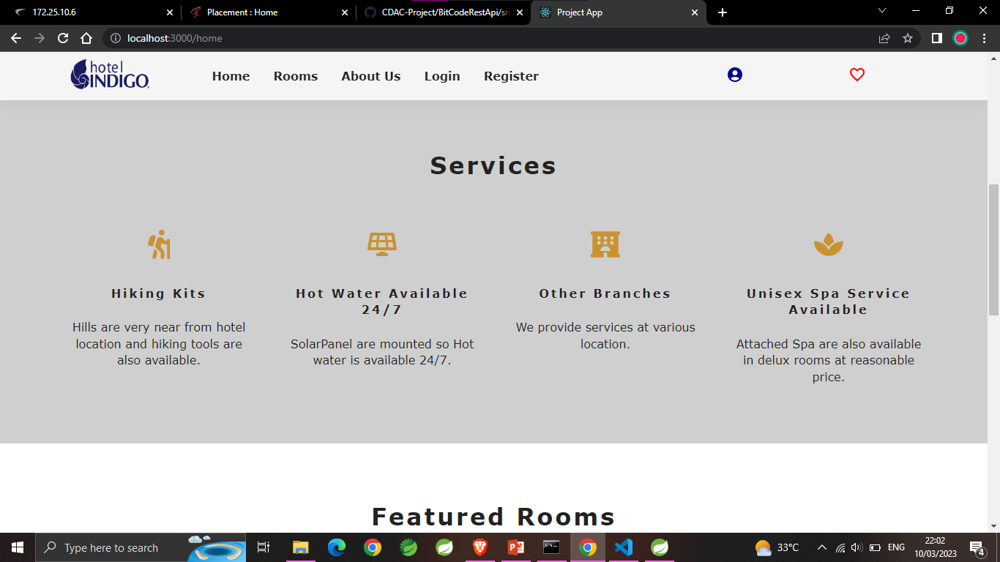 172.25.10.6
Placement : Home
CDAC-Project/BitCodeRestApi/src
Project App
localhost:3000/home
hotel
INDIGO
Home Rooms About Us Login Register
Services
Hiking Kits
Hills are very near from hotel
location and hiking tools are
also available.
Hot Water Available
24/7
SolarPanel are mounted so Hot
water is available 24/7.
Other Branches
We provide services at various
location.
Unisex Spa Service
Available
Attached Spa are also available
in delux rooms at reasonable
price.
Featured Rooms
Type here to search
33°C
ENG
22:02
10/03/2023
4